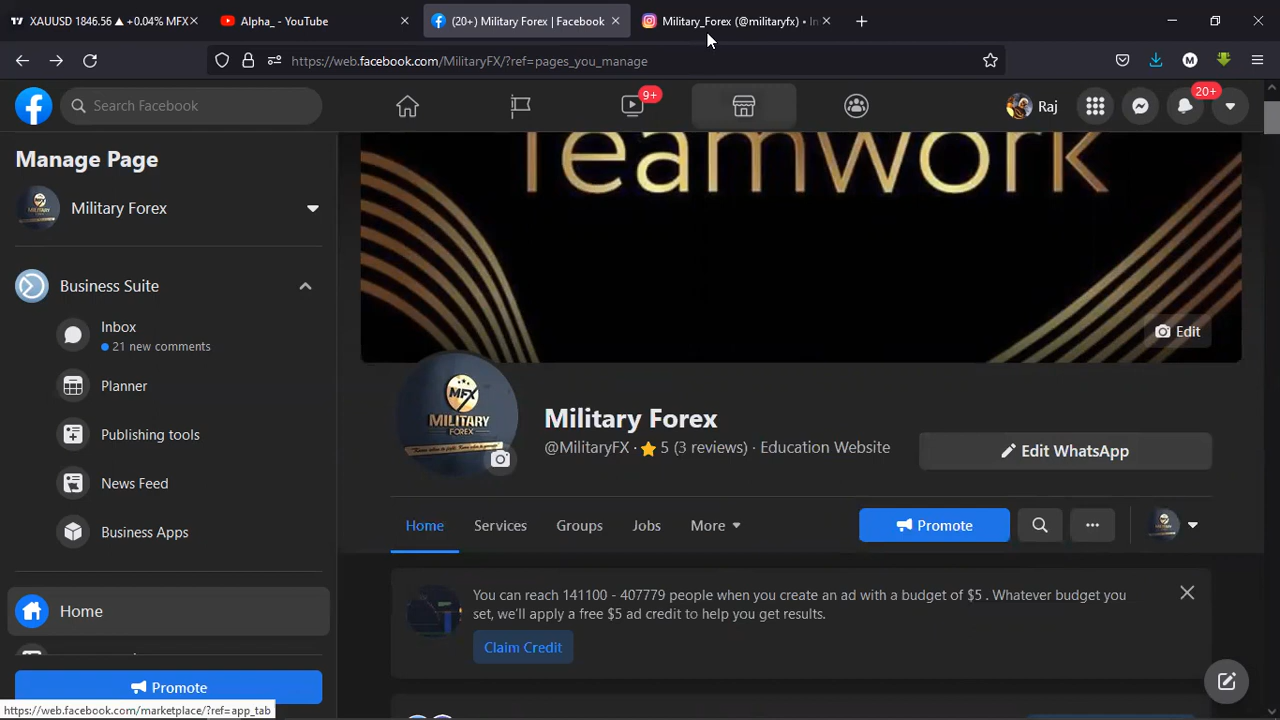 XAUUSD 1846.56 ▲ +0.04% MFX
Alpha_ - YouTube
(20+) Military Forex | Facebook
Military_Forex (@militaryfx) • In
https://web.facebook.com/MilitaryFX/?ref=pages_you_manage
Search Facebook
9+
Raj
20+
Manage Page
Military Forex
Business Suite
Inbox
21 new comments
Planner
Publishing tools
News Feed
Business Apps
Home
Promote
https://web.facebook.com/marketplace/?ref=app_tab
Teamwork
Edit
MFX
MILITARY
FOREX
Military Forex
@MilitaryFX · 5 (3 reviews) · Education Website
Edit WhatsApp
Home Services Groups Jobs More
Promote
You can reach 141100 - 407779 people when you create an ad with a budget of $5 . Whatever budget you
set, we'll apply a free $5 ad credit to help you get results.
Claim Credit